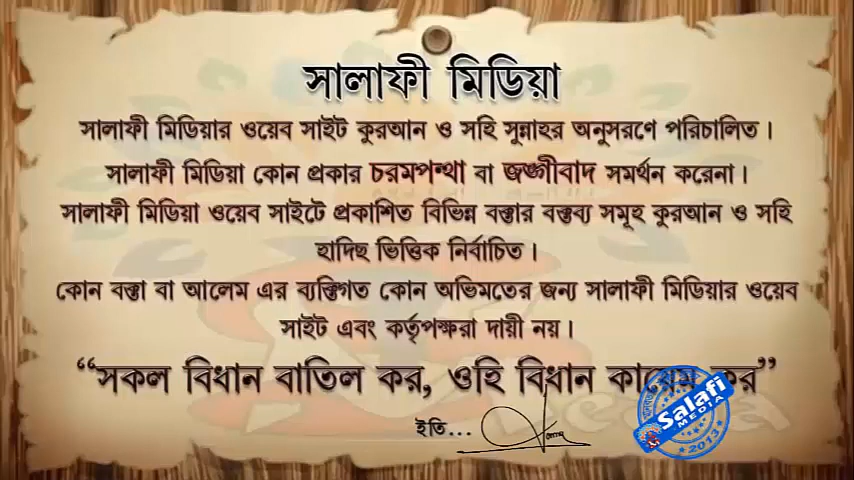 সালাফী মিডিয়া
সালাফী মিডিয়ার ওয়েব সাইট কুরআন ও সহি সুন্নাহর অনুসরণে পরিচালিত।
সালাফী মিডিয়া কোন প্রকার চরমপন্থা বা জঙ্গীবাদ সমর্থন করেনা।
সালাফী মিডিয়া ওয়েব সাইটে প্রকাশিত বিভিন্ন বক্তার বক্তব্য সমূহ কুরআন ও সহি
হাদিছ ভিত্তিক নির্বাচিত।
কোন বক্তা বা আলেম এর ব্যক্তিগত কোন অভিমতের জন্য সালাফী মিডিয়ার ওয়েব
সাইট এবং কর্তৃপক্ষরা দায়ী নয়।
“সকল বিধান বাতিল কর, ওহি বিধান কায়েম কর”
ইতি...
Salafi
MEDIA
2013